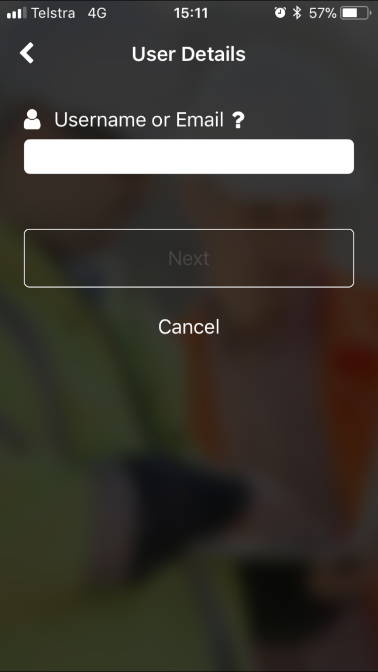 Telstra 4G 15:11 57%
User Details
Username or Email ?
Next
Cancel